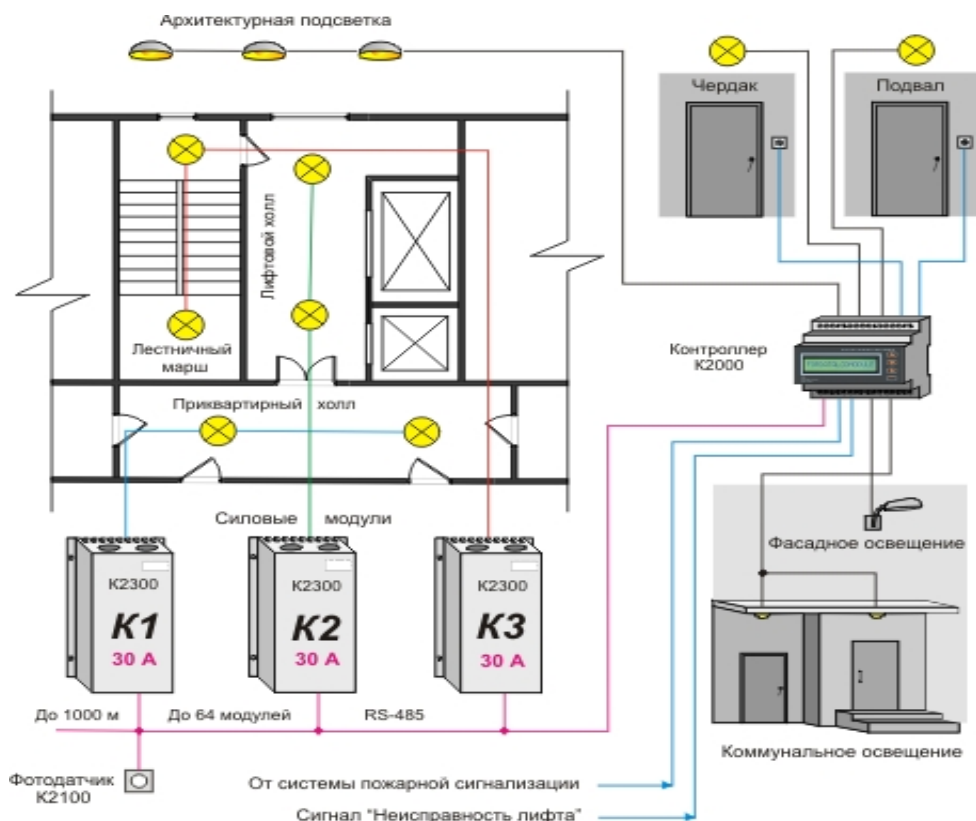 Архитектурная подсветка
Чердак
Подвал
Лифтовой холл
Лестничный
марш
Контроллер
К2000
Приквартирный холл
Силовые модули
Фасадное освещение
К2300
К1
30 А
К2300
К2
30 А
К2300
К3
30 А
До 1000 м
До 64 модулей
RS-485
Коммунальное освещение
Фотодатчик
К2100
От системы пожарной сигнализации
Сигнал "Неисправность лифта"